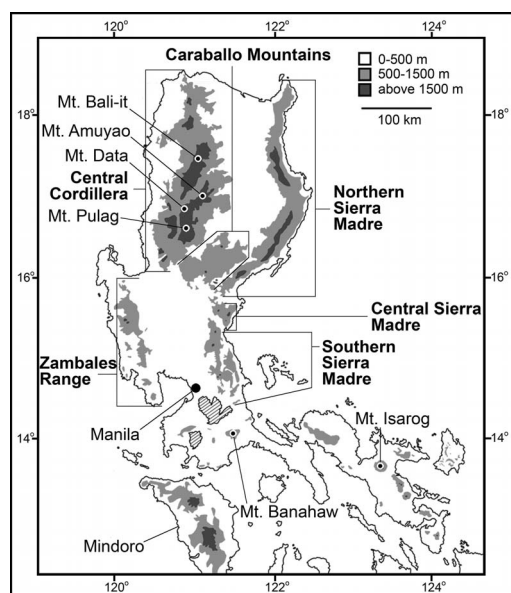 120°
122°
124°
Caraballo Mountains
0-500 m
500-1500 m
above 1500 m
100 km
18°
18°
Mt. Bali-it
Mt. Amuyao
Mt. Data
Central
Cordillera
Mt. Pulag
Northern
Sierra
Madre
16°
16°
Central Sierra
Madre
Southern
Sierra
Madre
Zambales
Range
Manila
Mt. Isarog
14°
14°
Mt. Banahaw
Mindoro
120°
122°
124°